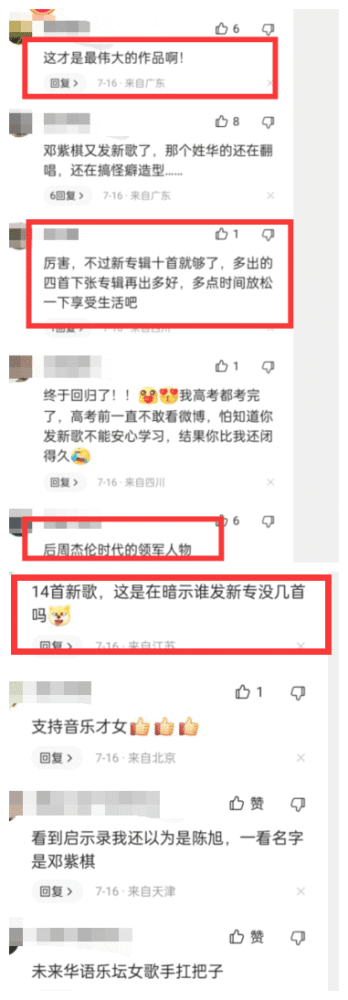 6
这才是最伟大的作品啊！
回复 >
7-16 · 来自广东
8
邓紫棋又发新歌了，那个姓华的还在翻
唱，还在搞怪癖造型……
6回复 >
7-16 · 来自广东
1
厉害，不过新专辑十首就够了，多出的
四首下张专辑再出多好，多点时间放松
一下享受生活吧
1回复 >
7-16 · 来自四川
1
终于回归了！！我高考都考完
了，高考前一直不敢看微博，怕知道你
发新歌不能安心学习，结果你比我还闭
得久
回复 >
7-16 · 来自四川
6
后周杰伦时代的领军人物
14首新歌，这是在暗示谁发新专没几首
吗
回复 >
7-16 · 来自江苏
1
支持音乐才女
回复 >
7-16 · 来自北京
赞
看到启示录我还以为是陈旭，一看名字
是邓紫棋
回复 >
7-16 · 来自天津
赞
未来华语乐坛女歌手扛把子